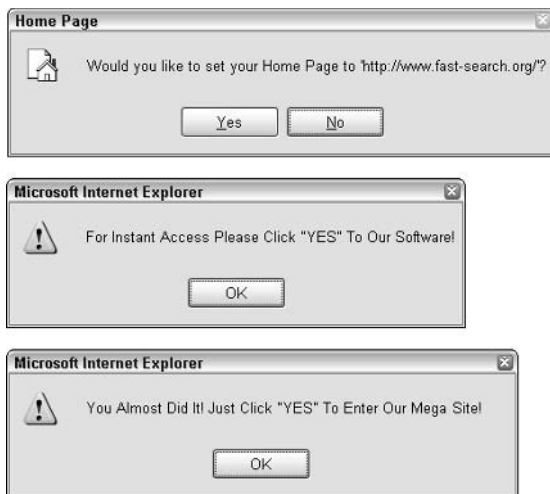 Home Page
Would you like to set your Home Page to 'http://www.fast-search.org/'?
Yes No
Microsoft Internet Explorer
For Instant Access Please Click "YES" To Our Software!
OK
Microsoft Internet Explorer
You Almost Did It! Just Click "YES" To Enter Our Mega Site!
OK